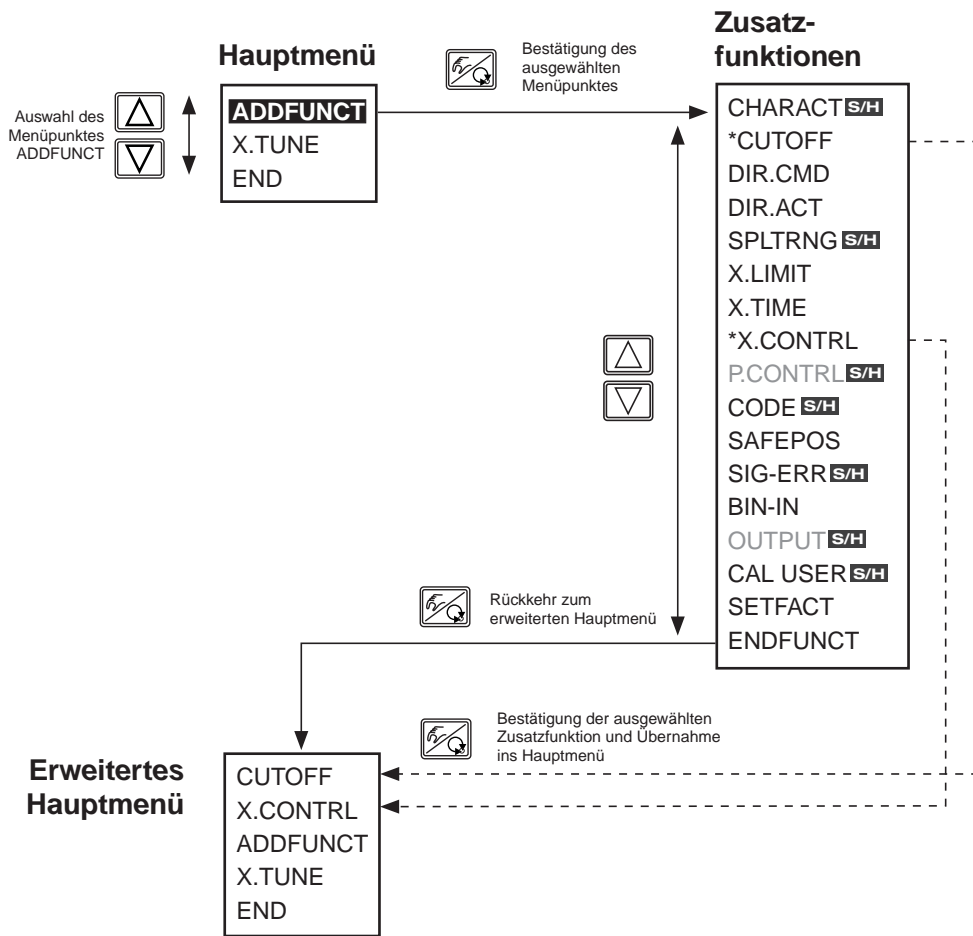 Hauptmenü
Auswahl des
Menüpunktes
ADDFUNCT
ADDFUNCT
X.TUNE
END
Bestätigung des
ausgewählten
Menüpunktes
Zusatz-
funktionen
CHARACT S/H
*CUTOFF
DIR.CMD
DIR.ACT
SPLTRNG S/H
X.LIMIT
X.TIME
*X.CONTRL
P.CONTRL S/H
CODE S/H
SAFEPOS
SIG-ERR S/H
BIN-IN
OUTPUT S/H
CAL USER S/H
SETFACT
ENDFUNCT
Rückkehr zum
erweiterten Hauptmenü
Bestätigung der ausgewählten
Zusatzfunktion und Übernahme
ins Hauptmenü
Erweitertes
Hauptmenü
CUTOFF
X.CONTRL
ADDFUNCT
X.TUNE
END